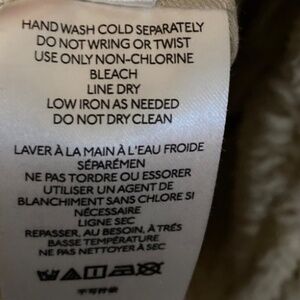 HAND WASH COLD SEPARATELY
DO NOT WRING OR TWIST
USE ONLY NON-CHLORINE
BLEACH
LINE DRY
LOW IRON AS NEEDED
DO NOT DRY CLEAN
LAVER À LA MAIN À L'EAU FROIDE
SÉPARÉMEN
NE PAS TORDRE OU ESSORER
UTILISER UN AGENT DE
BLANCHIMENT SANS CHLORE SI
NÉCESSAIRE
LIGNE SEC
REPASSER, AU BESOIN, À TRÉS
BASSE TEMPÉRATURE
NE PAS NETTOYER À SEC